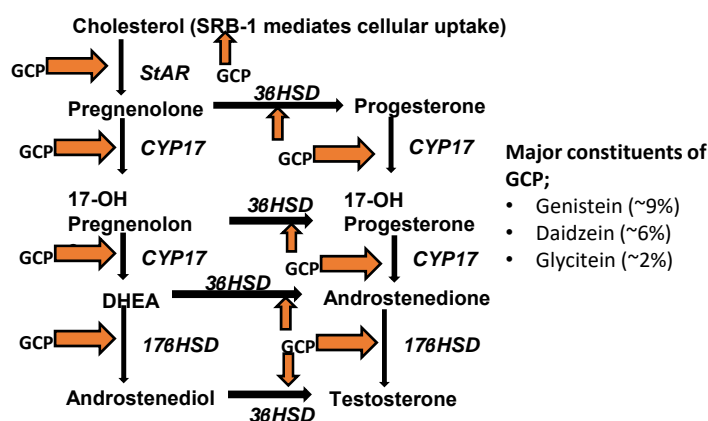 Cholesterol (SRB-1 mediates cellular uptake)
GCP StAR GCP
Pregnenolone 3ϐHSD Progesterone
GCP CYP17 GCP CYP17
17-OH 17-OH
Pregnenolon 3ϐHSD Progesterone
GCP CYP17 GCP CYP17
DHEA 3ϐHSD Androstenedione
GCP 17ϐHSD GCP 17ϐHSD
Androstenediol 3ϐHSD Testosterone
Major constituents of
GCP;
• Genistein (~9%)
• Daidzein (~6%)
• Glycitein (~2%)